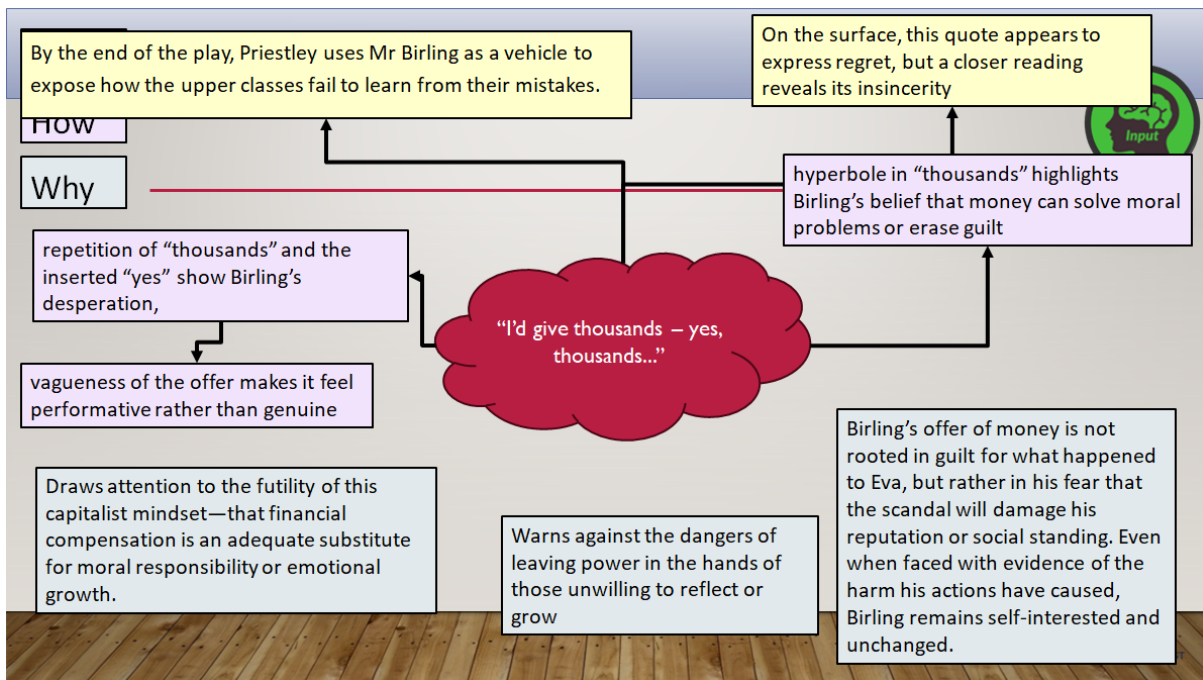 By the end of the play, Priestley uses Mr Birling as a vehicle to
expose how the upper classes fail to learn from their mistakes.
On the surface, this quote appears to
express regret, but a closer reading
reveals its insincerity
How
Input
Why
hyperbole in “thousands” highlights
Birling’s belief that money can solve moral
problems or erase guilt
repetition of “thousands” and the
inserted “yes” show Birling’s
desperation,
“I’d give thousands – yes,
thousands...”
vagueness of the offer makes it feel
performative rather than genuine
Draws attention to the futility of this
capitalist mindset—that financial
compensation is an adequate substitute
for moral responsibility or emotional
growth.
Warns against the dangers of
leaving power in the hands of
those unwilling to reflect or
grow
Birling’s offer of money is not
rooted in guilt for what happened
to Eva, but rather in his fear that
the scandal will damage his
reputation or social standing. Even
when faced with evidence of the
harm his actions have caused,
Birling remains self-interested and
unchanged.